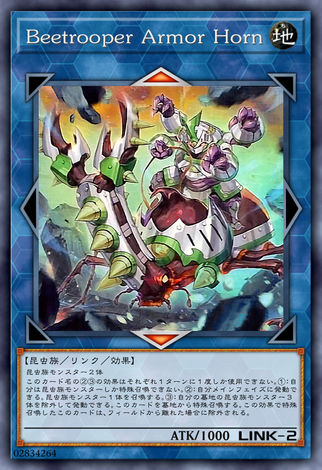 Beetrooper Armor Horn
地
【昆虫族／リンク／効果】
昆虫族モンスター２体
このカード名の②③の効果はそれぞれ１ターンに１度しか使用できない。①：自
分は昆虫族モンスターしか特殊召喚できない。②：自分メインフェイズに発動で
きる。昆虫族モンスター１体を召喚する。③：自分の墓地の昆虫族モンスター３
体を除外して発動できる。このカードを墓地から特殊召喚する。この効果で特殊
召喚したこのカードは、フィールドから離れた場合に除外される。
ATK/1000 LINK-2
02834264